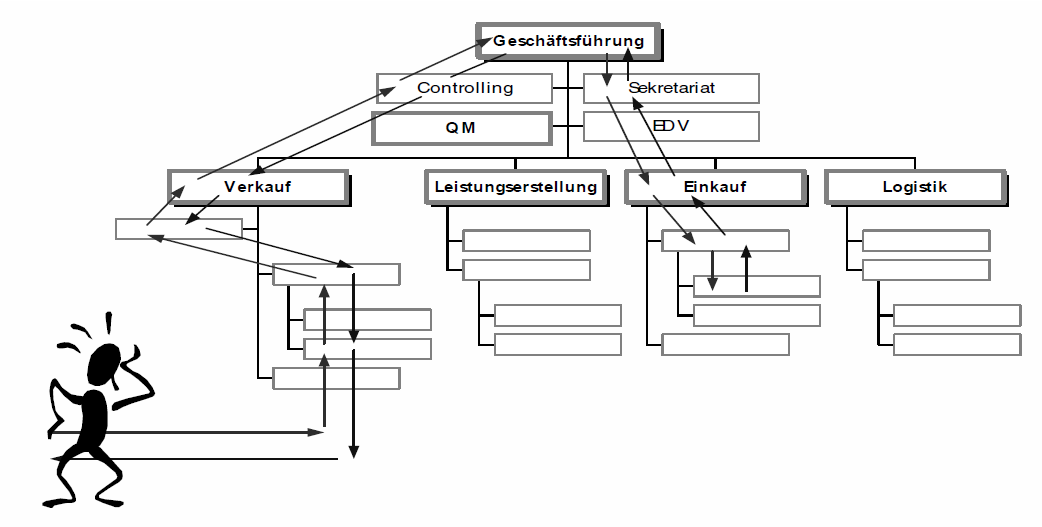 Geschäftsführung
Controlling
Sekretariat
QM
EDV
Verkauf
Leistungserstellung
Einkauf
Logistik